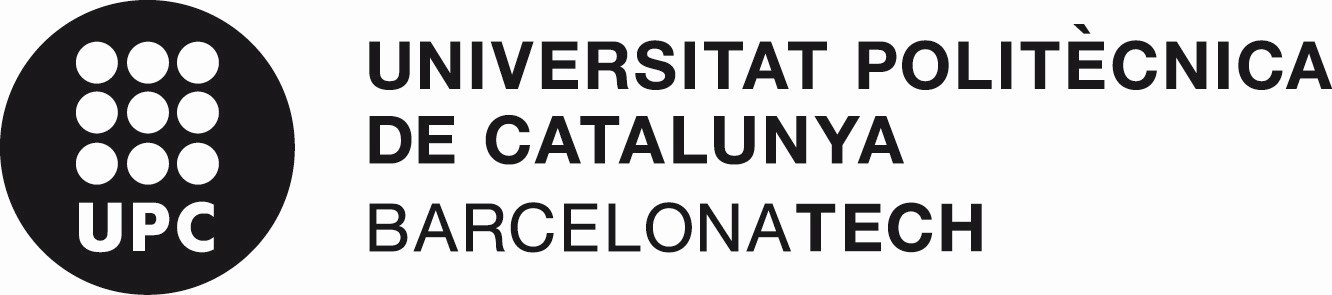 UPC
UNIVERSITAT POLITÈCNICA
DE CATALUNYA
BARCELONATECH